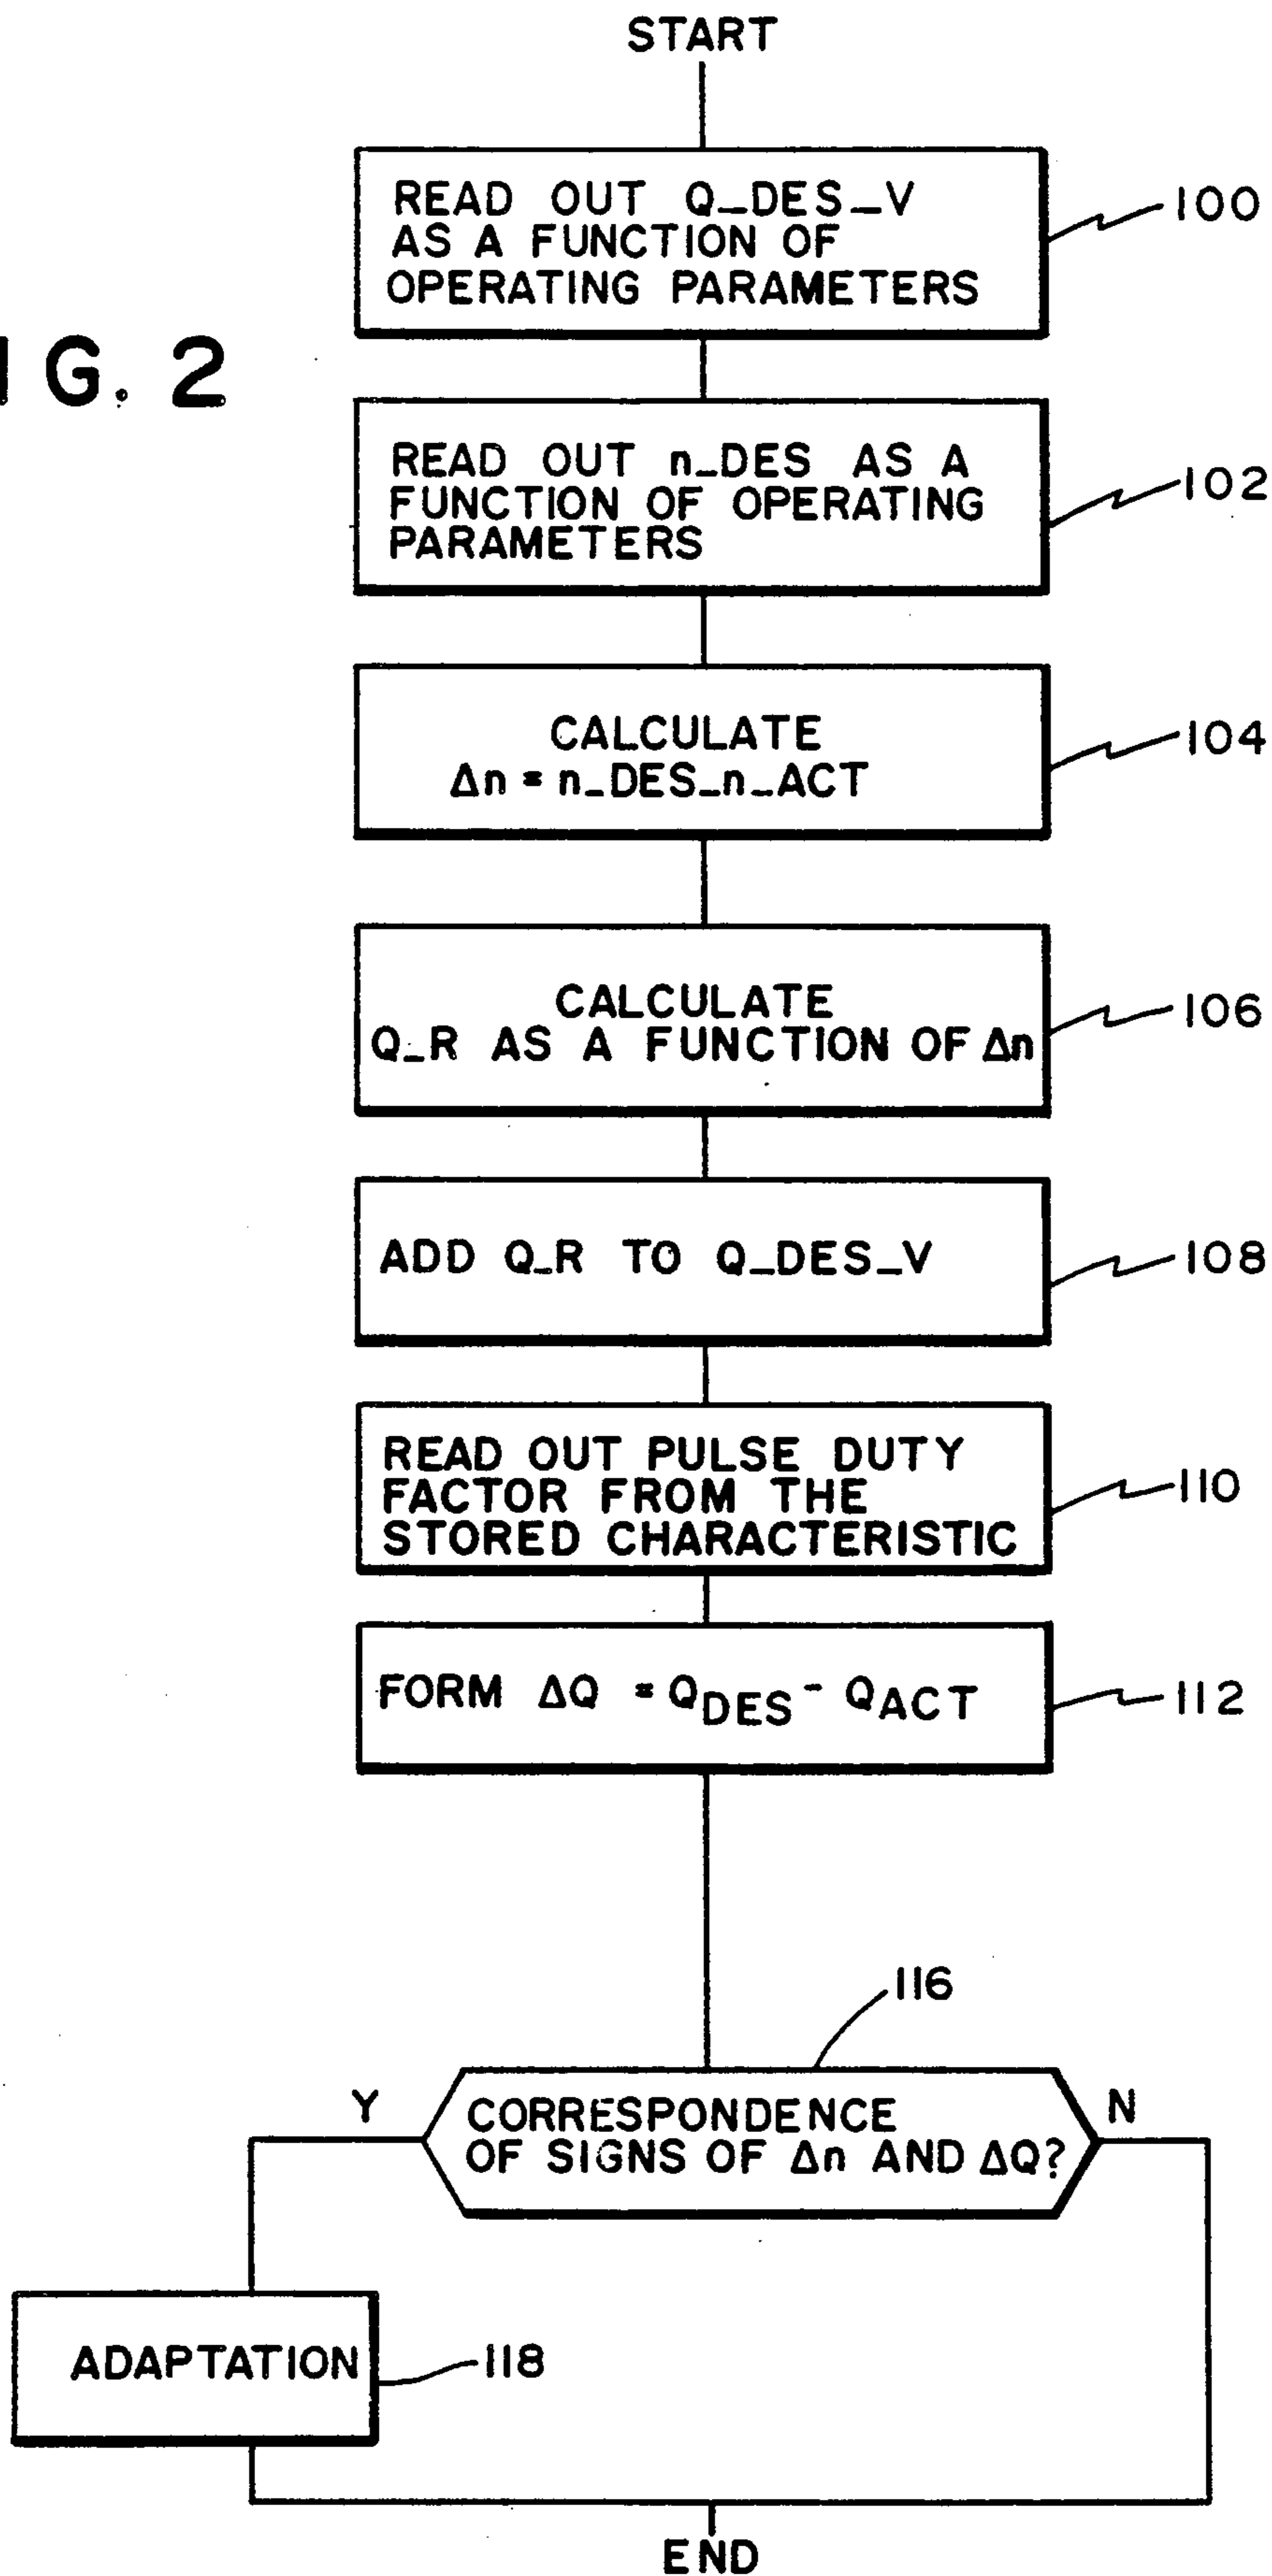 START
READ OUT Q_DES_V
AS A FUNCTION OF
OPERATING PARAMETERS
100
I G. 2
READ OUT n_DES AS A
FUNCTION OF OPERATING
PARAMETERS
102
CALCULATE
Δn = n_DES_n_ACT
104
CALCULATE
Q_R AS A FUNCTION OF Δn
106
ADD Q_R TO Q_DES_V
108
READ OUT PULSE DUTY
FACTOR FROM THE
STORED CHARACTERISTIC
110
FORM ΔQ = QDES - QACT
112
116
Y
CORRESPONDENCE
OF SIGNS OF Δn AND ΔQ?
N
ADAPTATION
118
END